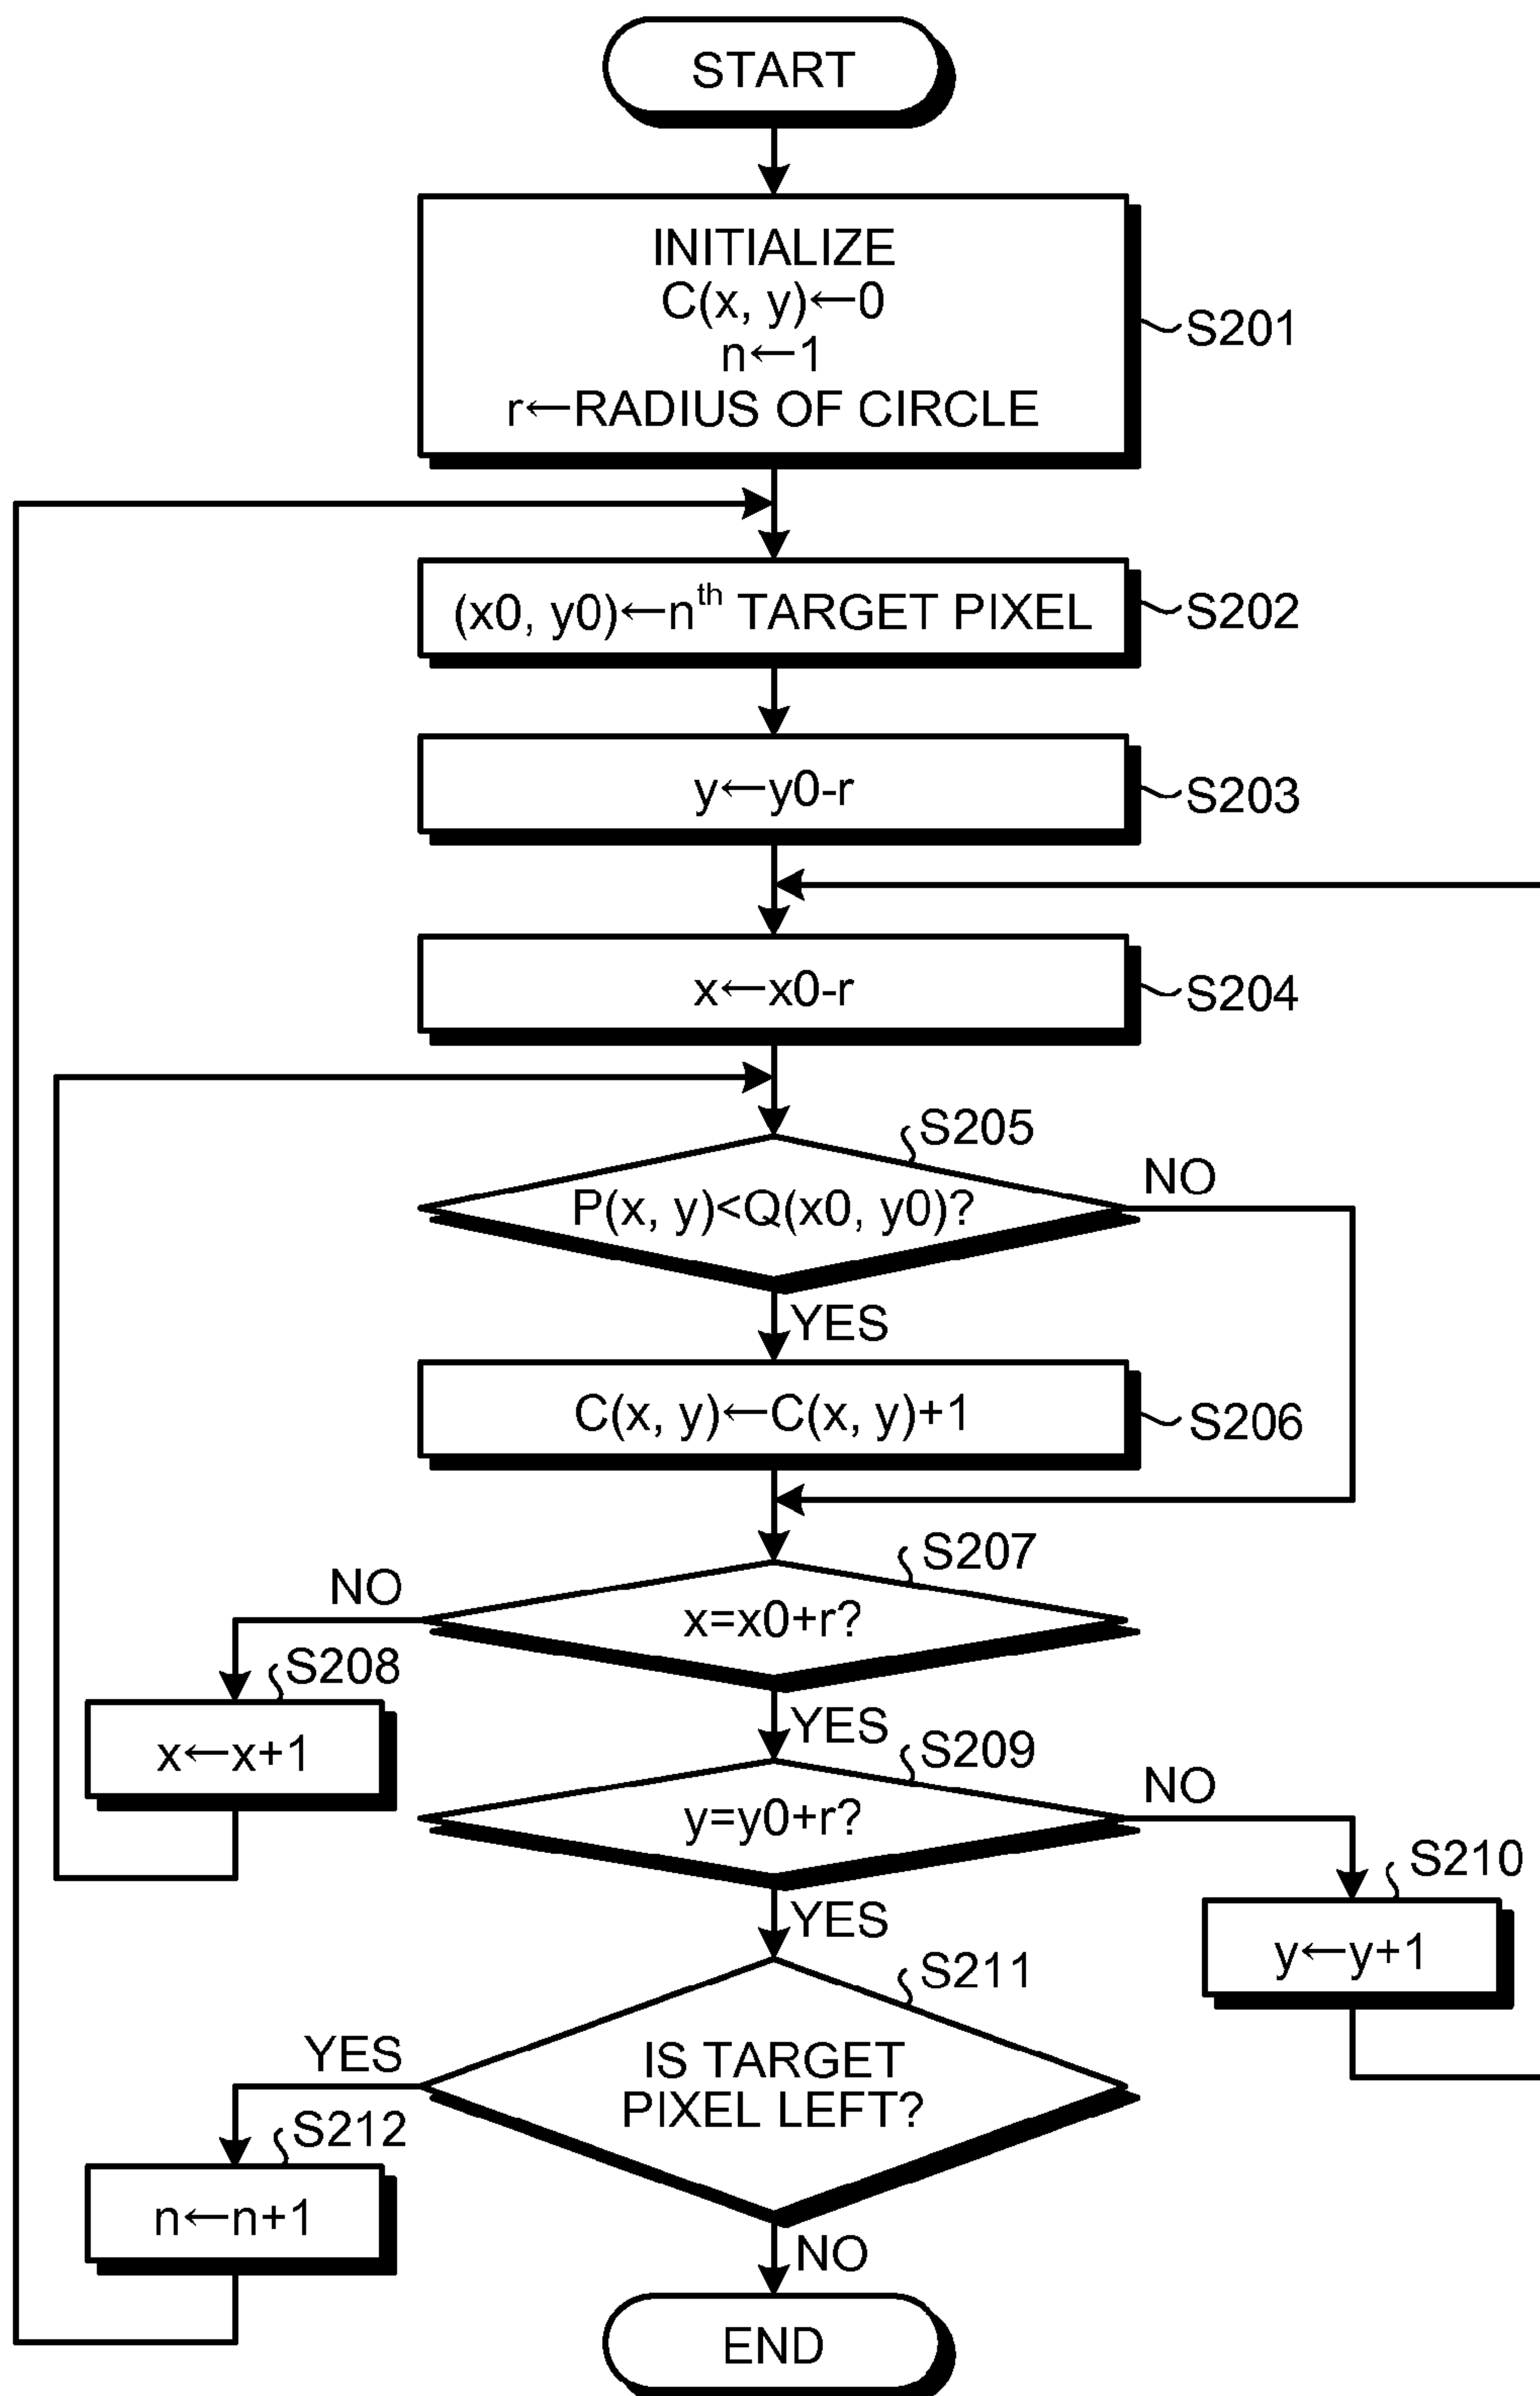 START
INITIALIZE
C(x, y)←0
n←1
r←RADIUS OF CIRCLE
S201
(x0, y0)←nth TARGET PIXEL
S202
y←y0-r
S203
x←x0-r
S204
S205
P(x, y)<Q(x0, y0)?
NO
YES
C(x, y)←C(x, y)+1
S206
S207
x=x0+r?
NO
S208
x←x+1
YES
S209
y=y0+r?
NO
S210
y←y+1
YES
S211
IS TARGET
PIXEL LEFT?
YES
S212
n←n+1
NO
END